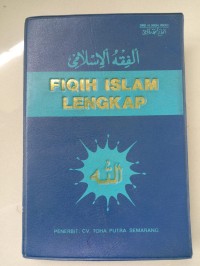 الفقه الإسلامي
FIQIH ISLAM
LENGKAP
الله
PENERBIT: CV. TOHA PUTRA SEMARANG